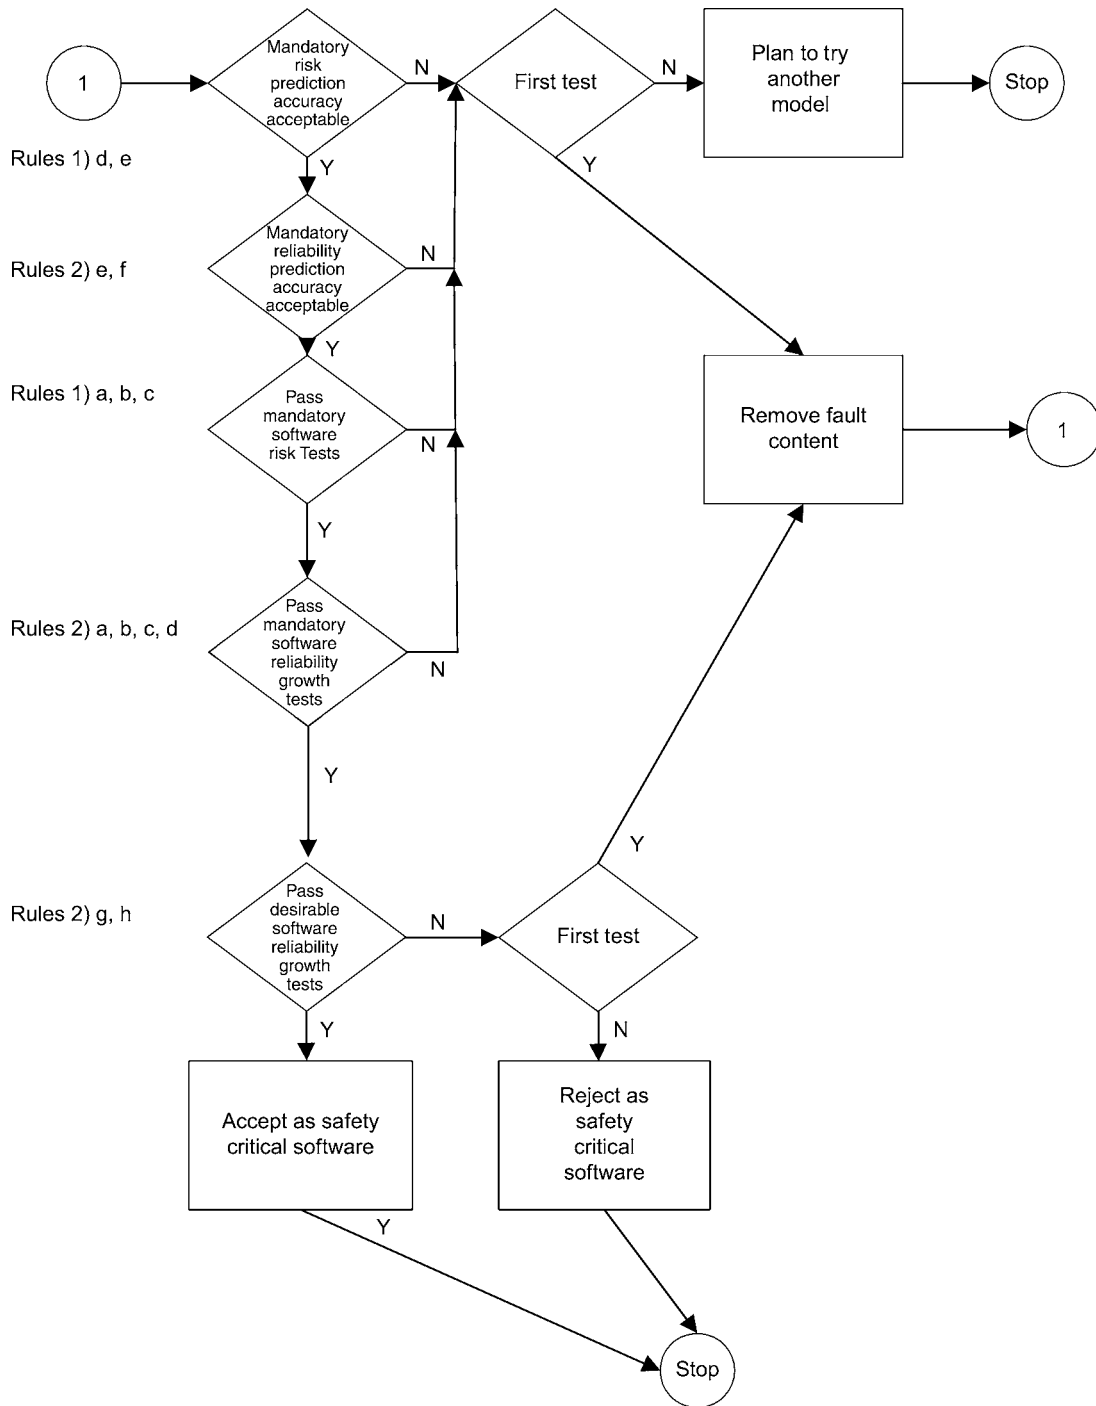 1
Mandatory
risk
prediction
accuracy
acceptable
N
First test
N
Plan to try
another
model
Stop
Rules 1) d, e
Y
Y
Rules 2) e, f
Mandatory
reliability
prediction
accuracy
acceptable
N
Y
Rules 1) a, b, c
Pass
mandatory
software
risk Tests
N
Remove fault
content
1
Y
Rules 2) a, b, c, d
Pass
mandatory
software
reliability
growth
tests
N
Y
Y
Rules 2) g, h
Pass
desirable
software
reliability
growth
tests
N
First test
Y
N
Accept as safety
critical software
Reject as
safety
critical
software
Y
Stop